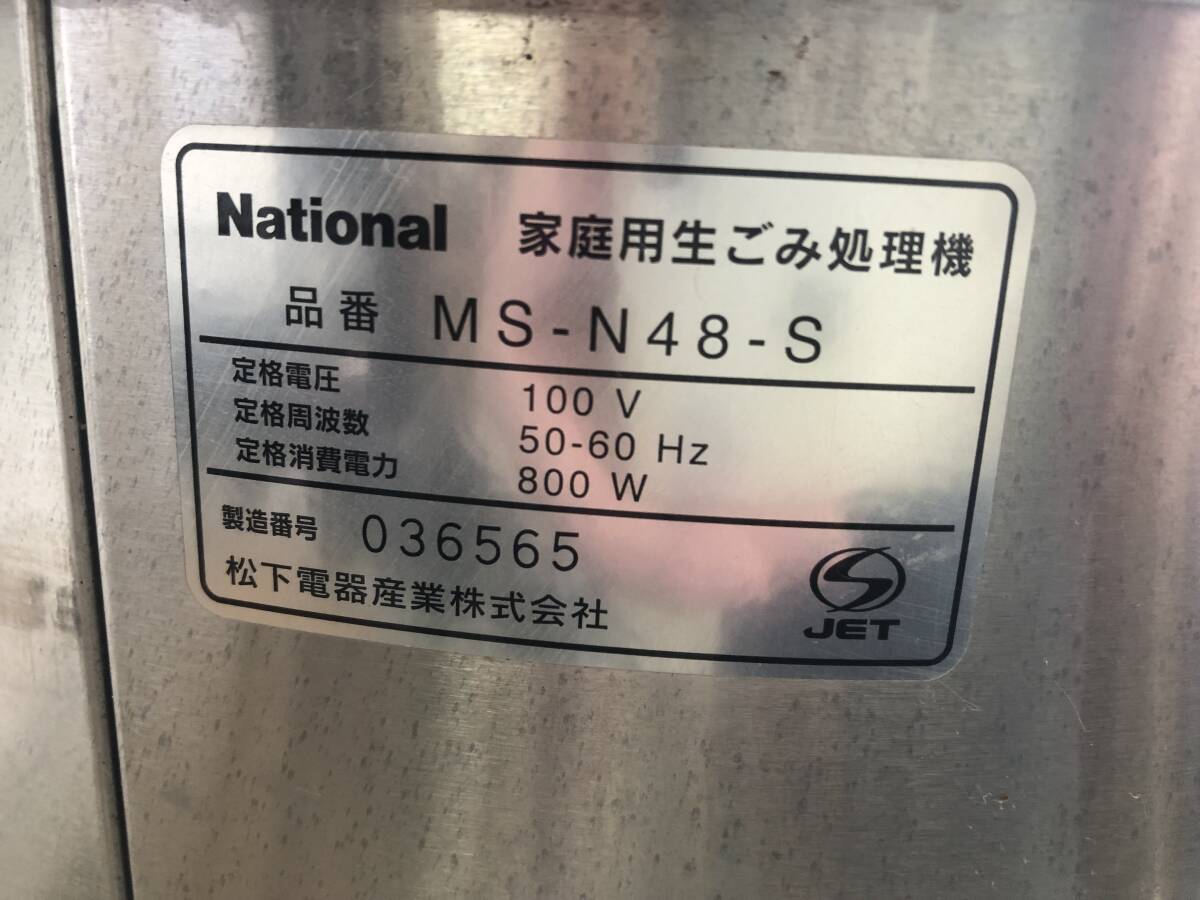 National 家庭用生ごみ処理機
品番 MS-N48-S
定格電圧 100 V
定格周波数 50-60 Hz
定格消費電力 800 W
製造番号 036565
松下電器産業株式会社
S
JET